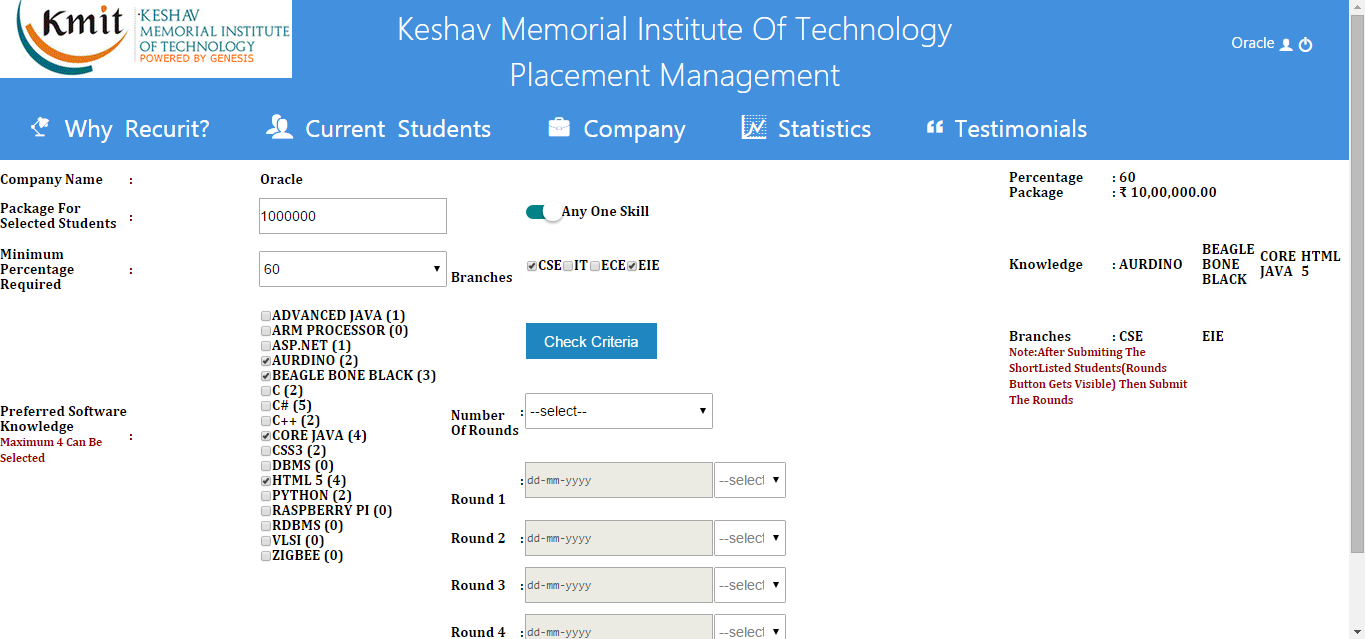 Kmit
KESHAV
MEMORIAL INSTITUTE
OF TECHNOLOGY
POWERED BY GENESIS
Keshav Memorial Institute Of Technology
Placement Management
Oracle
Why Recurit?
Current Students
Company
Statistics
Testimonials
Company Name :
Oracle
Package For
Selected Students :
1000000
Any One Skill
Minimum
Percentage
Required :
60
Branches
CSE IT ECE EIE
Preferred Software
Knowledge
Maximum 4 Can Be
Selected
:
ADVANCED JAVA (1)
ARM PROCESSOR (0)
ASP.NET (1)
AURDINO (2)
BEAGLE BONE BLACK (3)
C (2)
C# (5)
C++ (2)
CORE JAVA (4)
CSS3 (2)
DBMS (0)
HTML 5 (4)
PYTHON (2)
RASPBERRY PI (0)
RDBMS (0)
VLSI (0)
ZIGBEE (0)
Check Criteria
Number
Of Rounds :
--select--
Round 1 : dd-mm-yyyy --select
Round 2 : dd-mm-yyyy --select
Round 3 : dd-mm-yyyy --select
Round 4 : dd-mm-yyyy --select
Percentage : 60
Package : ₹ 10,00,000.00
Knowledge : AURDINO
BEAGLE
BONE
BLACK
CORE
JAVA
HTML
5
Branches : CSE EIE
Note:After Submiting The
ShortListed Students(Rounds
Button Gets Visible) Then Submit
The Rounds